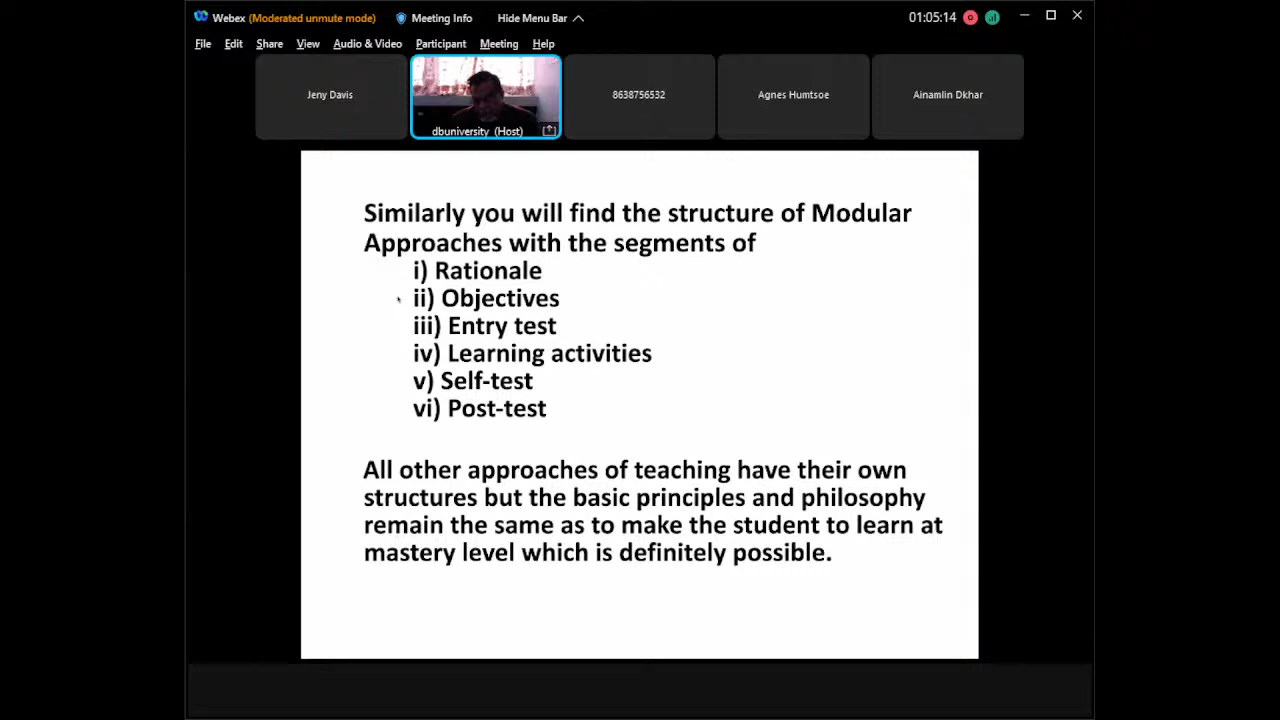 Webex (Moderated unmute mode) Meeting Info Hide Menu Bar 01:05:14
File Edit Share View Audio & Video Participant Meeting Help
Jeny Davis
dbuniversity (Host)
8638756532
Agnes Humtsoe
Ainamlin Dkhar
Similarly you will find the structure of Modular
Approaches with the segments of
i) Rationale
ii) Objectives
iii) Entry test
iv) Learning activities
v) Self-test
vi) Post-test
All other approaches of teaching have their own
structures but the basic principles and philosophy
remain the same as to make the student to learn at
mastery level which is definitely possible.